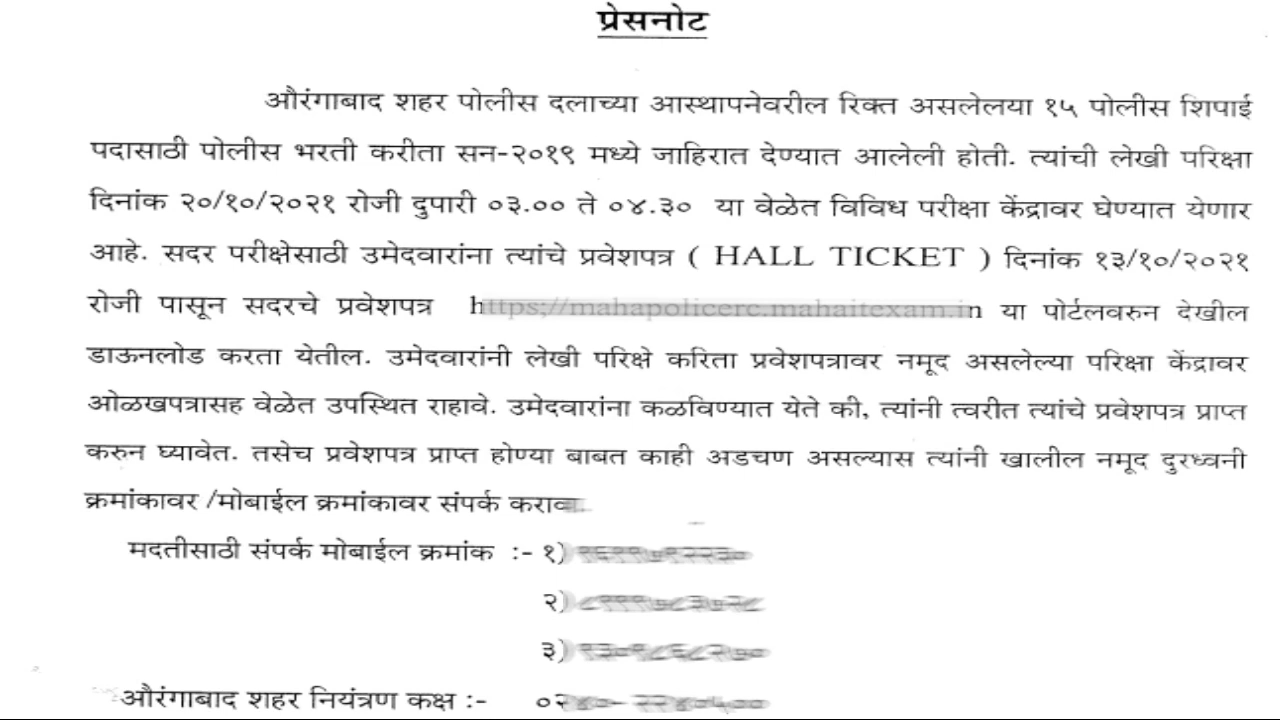 प्रेसनोट
औरंगाबाद शहर पोलीस दलाच्या आस्थापनेवरील रिक्त असलेलया १५ पोलीस शिपाई
पदासाठी पोलीस भरती करीता सन-२०१९ मध्ये जाहिरात देण्यात आलेली होती. त्यांची लेखी परिक्षा
दिनांक २०/१०/२०२१ रोजी दुपारी ०३.०० ते ०४.३० या वेळेत विविध परीक्षा केंद्रावर घेण्यात येणार
आहे. सदर परीक्षेसाठी उमेदवारांना त्यांचे प्रवेशपत्र ( HALL TICKET ) दिनांक १३/१०/२०२१
रोजी पासून सदरचे प्रवेशपत्र https://mahapolicerc.mahaitexam.in या पोर्टलवरुन देखील
डाऊनलोड करता येतील. उमेदवारांनी लेखी परिक्षे करिता प्रवेशपत्रावर नमूद असलेल्या परिक्षा केंद्रावर
ओळखपत्रासह वेळेत उपस्थित राहावे. उमेदवारांना कळविण्यात येते की, त्यांनी त्वरीत त्यांचे प्रवेशपत्र प्राप्त
करुन घ्यावेत. तसेच प्रवेशपत्र प्राप्त होण्या बाबत काही अडचण असल्यास त्यांनी खालील नमूद दुरध्वनी
क्रमांकावर /मोबाईल क्रमांकावर संपर्क करावा
मदतीसाठी संपर्क मोबाईल क्रमांक :- १)
२)
३)
औरंगाबाद शहर नियंत्रण कक्ष :-